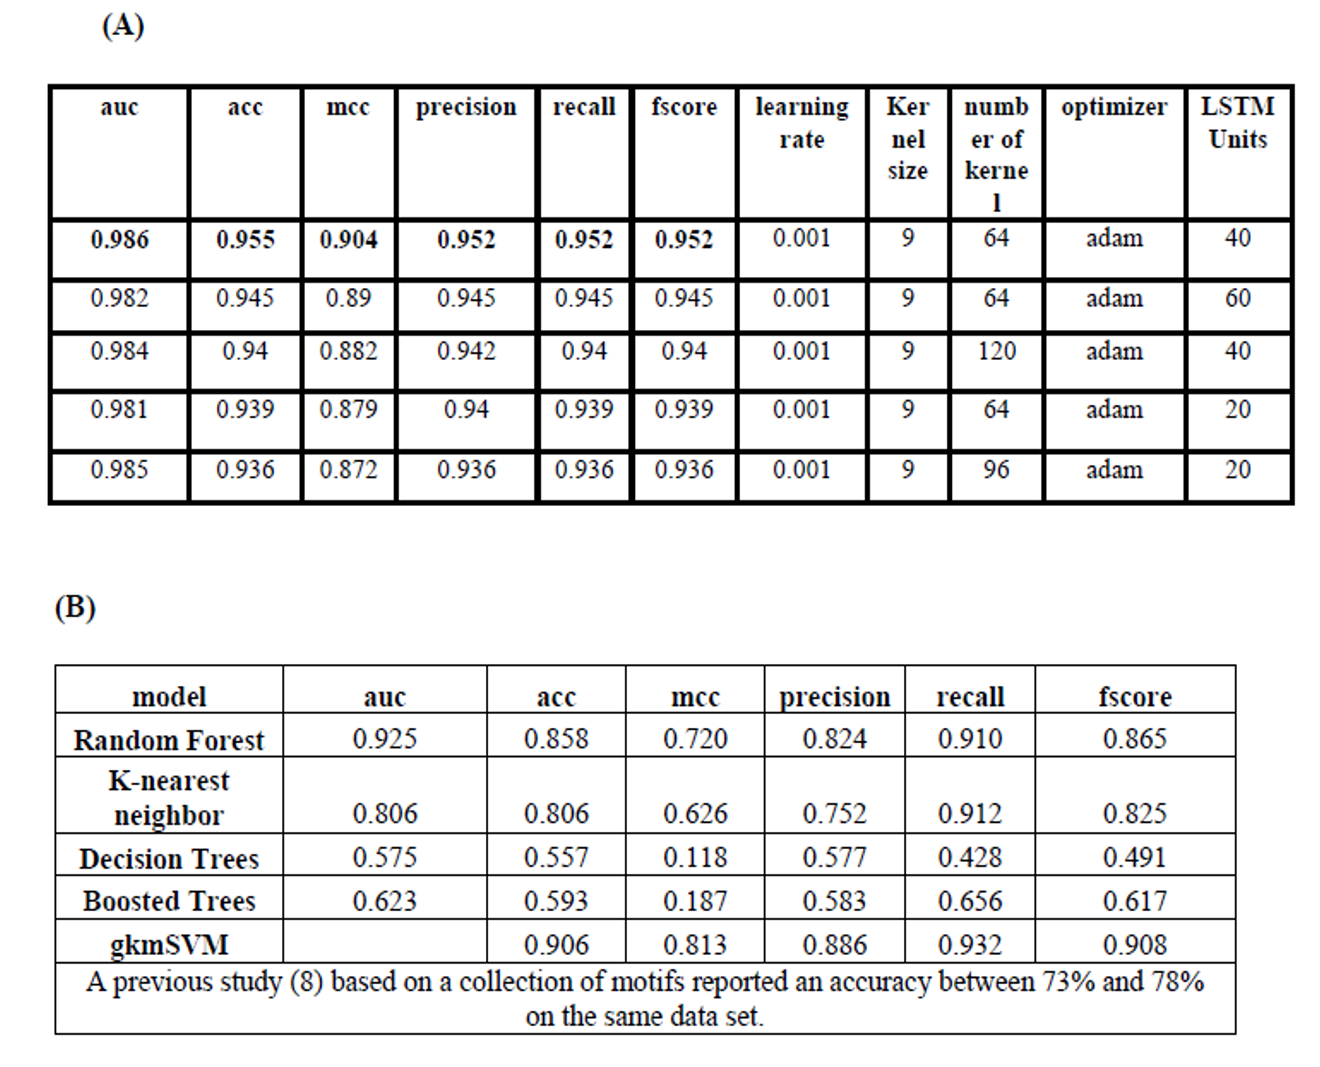 (A)
auc acc mcc precision recall fscore learning rate Ker nel size numb er of kerne l optimizer LSTM Units
0.986 0.955 0.904 0.952 0.952 0.952 0.001 9 64 adam 40
0.982 0.945 0.89 0.945 0.945 0.945 0.001 9 64 adam 60
0.984 0.94 0.882 0.942 0.94 0.94 0.001 9 120 adam 40
0.981 0.939 0.879 0.94 0.939 0.939 0.001 9 64 adam 20
0.985 0.936 0.872 0.936 0.936 0.936 0.001 9 96 adam 20
(B)
model auc acc mcc precision recall fscore
Random Forest 0.925 0.858 0.720 0.824 0.910 0.865
K-nearest
neighbor 0.806 0.806 0.626 0.752 0.912 0.825
Decision Trees 0.575 0.557 0.118 0.577 0.428 0.491
Boosted Trees 0.623 0.593 0.187 0.583 0.656 0.617
gkmSVM 0.906 0.813 0.886 0.932 0.908
A previous study (8) based on a collection of motifs reported an accuracy between 73% and 78%
on the same data set.